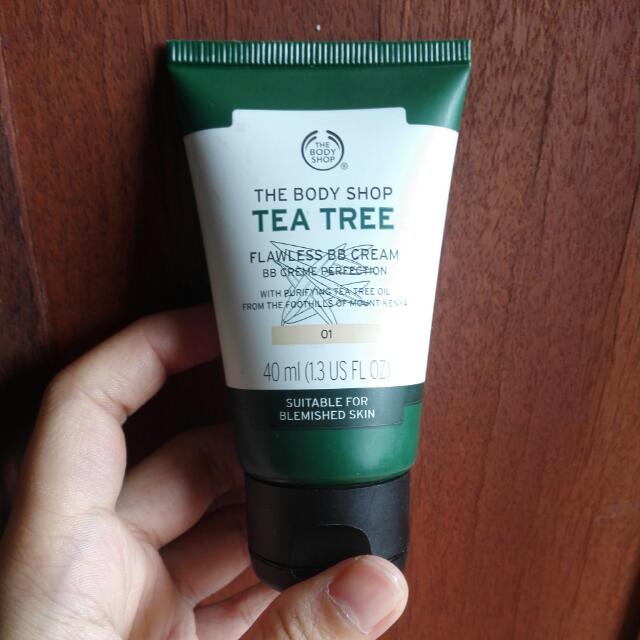 THE
BODY
SHOP
®
THE BODY SHOP
TEA TREE
FLAWLESS BB CREAM
BB CRÈME PERFECTION
WITH PURIFYING TEA TREE OIL
FROM THE FOOTHILLS OF MOUNT KENYA
01
40 ml (1.3 US FL OZ)
SUITABLE FOR
BLEMISHED SKIN